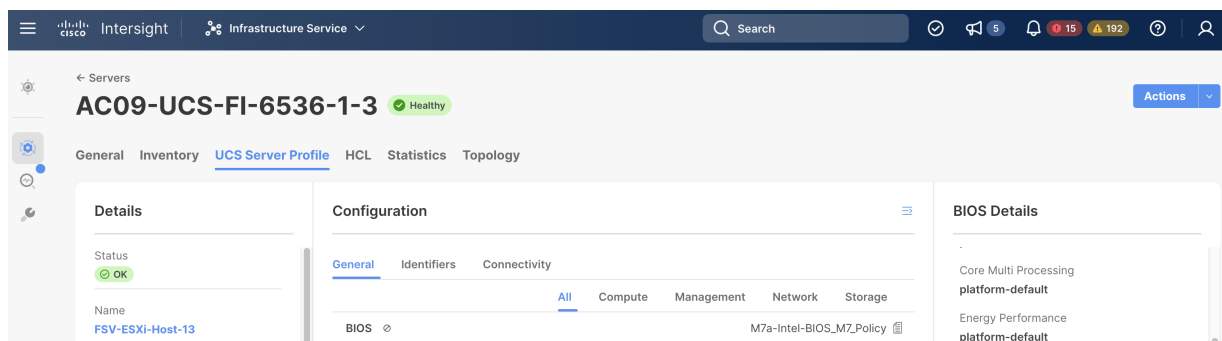 cisco Intersight Infrastructure Service Search 5 15 192
← Servers
AC09-UCS-FI-6536-1-3 Healthy
Actions
General Inventory UCS Server Profile HCL Statistics Topology
Details
Status
OK
Name
FSV-ESXi-Host-13
Configuration
General Identifiers Connectivity
All Compute Management Network Storage
BIOS M7a-Intel-BIOS_M7_Policy
BIOS Details
Core Multi Processing
platform-default
Energy Performance
platform-default